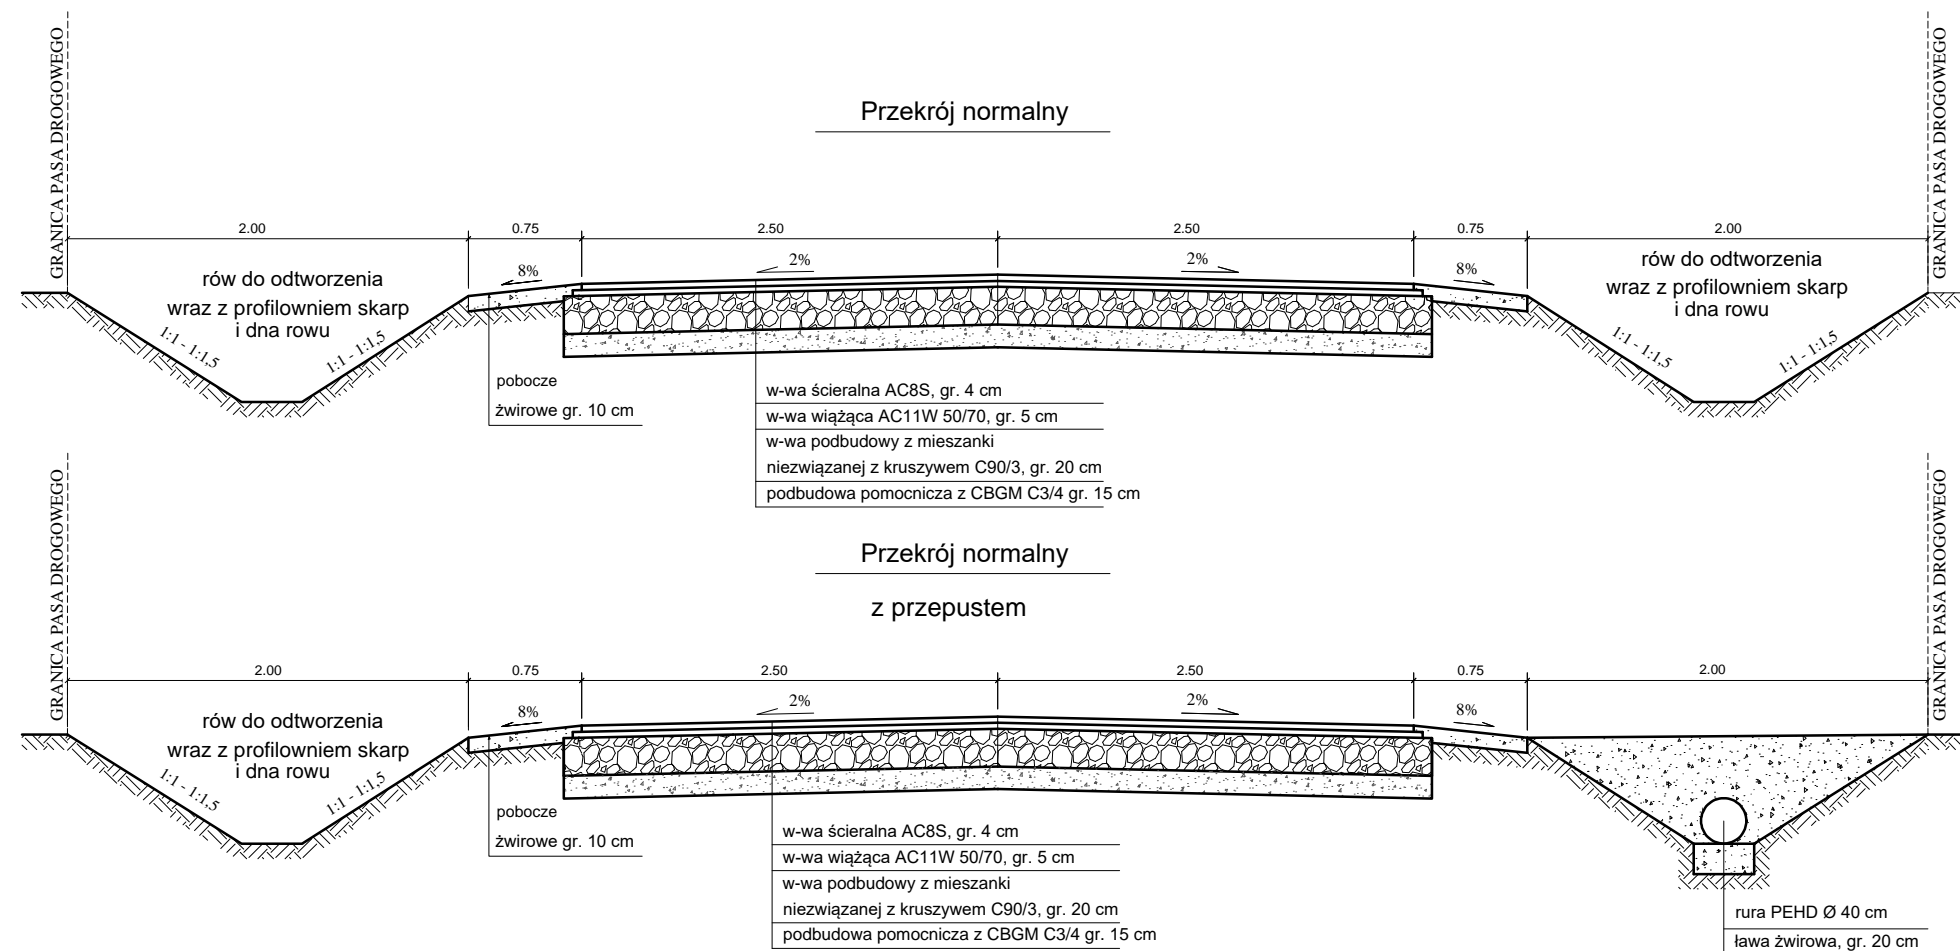 Przekrój normalny
GRANICA PASA DROGOWEGO
GRANICA PASA DROGOWEGO
2.00
0.75
2.50
2.50
0.75
2.00
8%
2%
2%
8%
rów do odtworzenia
wraz z profilowniem skarp
i dna rowu
rów do odtworzenia
wraz z profilowniem skarp
i dna rowu
1:1 - 1:1,5
1:1 - 1:1,5
1:1 - 1:1,5
1:1 - 1:1,5
pobocze
żwirowe gr. 10 cm
w-wa ścieralna AC8S, gr. 4 cm
w-wa wiążąca AC11W 50/70, gr. 5 cm
w-wa podbudowy z mieszanki
niezwiązanej z kruszywem C90/3, gr. 20 cm
podbudowa pomocnicza z CBGM C3/4 gr. 15 cm
Przekrój normalny
z przepustem
GRANICA PASA DROGOWEGO
GRANICA PASA DROGOWEGO
2.00
0.75
2.50
2.50
0.75
2.00
8%
2%
2%
8%
rów do odtworzenia
wraz z profilowniem skarp
i dna rowu
1:1 - 1:1,5
1:1 - 1:1,5
pobocze
żwirowe gr. 10 cm
w-wa ścieralna AC8S, gr. 4 cm
w-wa wiążąca AC11W 50/70, gr. 5 cm
w-wa podbudowy z mieszanki
niezwiązanej z kruszywem C90/3, gr. 20 cm
podbudowa pomocnicza z CBGM C3/4 gr. 15 cm
rura PEHD Ø 40 cm
ława żwirowa, gr. 20 cm